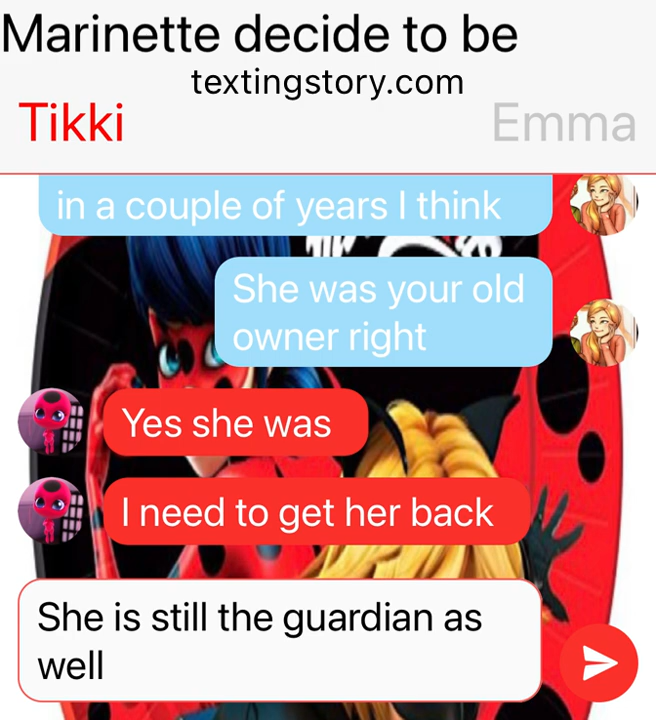 Marinette decide to be
textingstory.com
Tikki
Emma
in a couple of years I think
She was your old
owner right
Yes she was
I need to get her back
She is still the guardian as
well